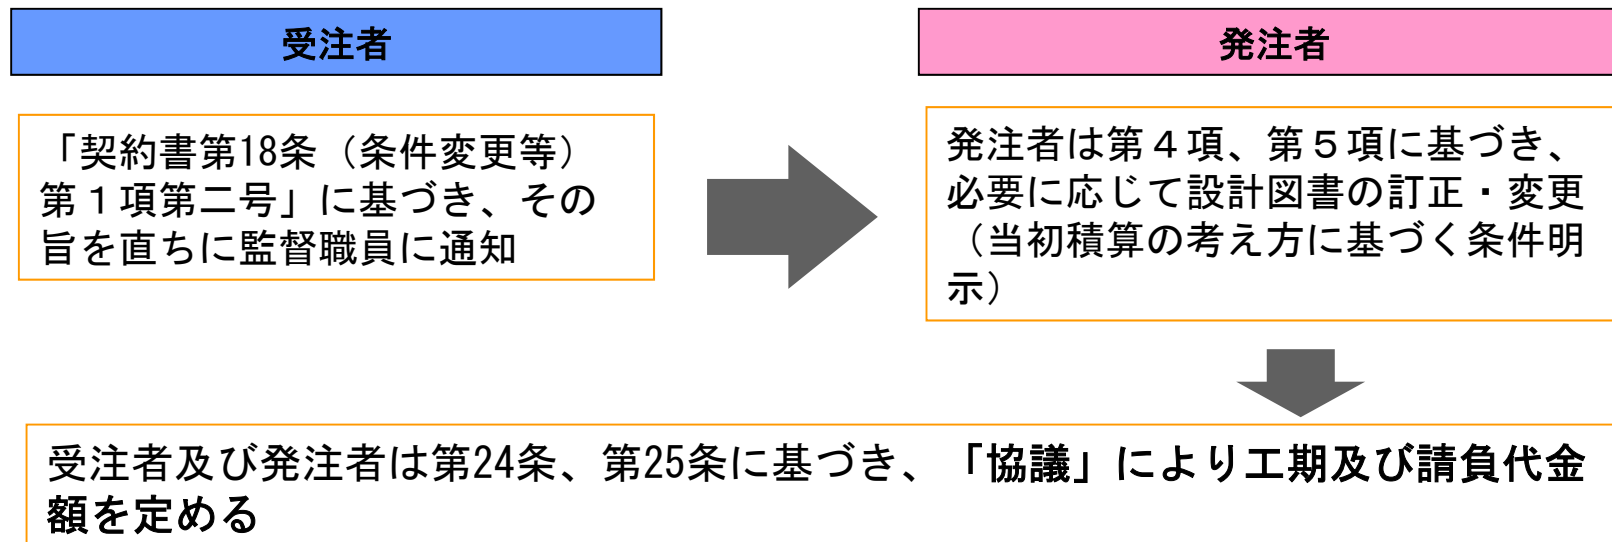 受注者
発注者
「契約書第18条（条件変更等）
第１項第二号」に基づき、その
旨を直ちに監督職員に通知
発注者は第４項、第５項に基づき、
必要に応じて設計図書の訂正・変更
（当初積算の考え方に基づく条件明
示）
受注者及び発注者は第24条、第25条に基づき、「協議」により工期及び請負代金
額を定める